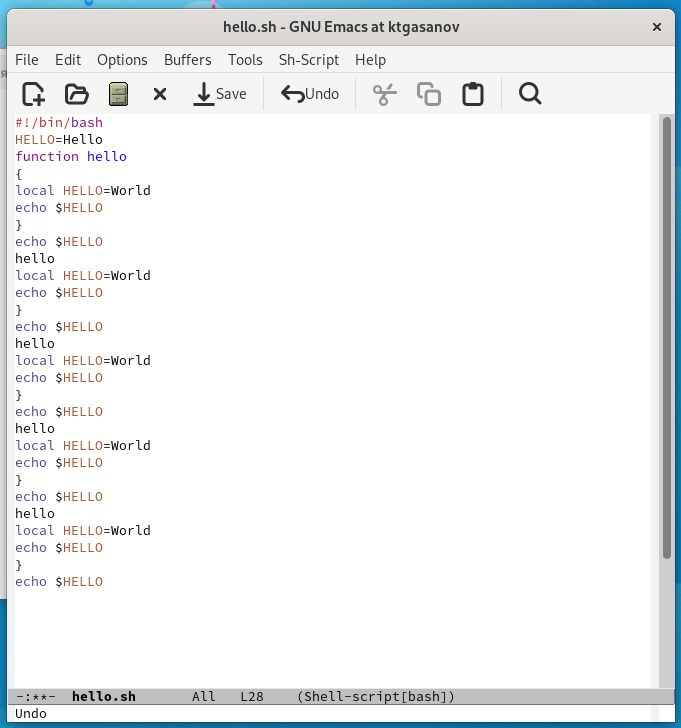 hello.sh - GNU Emacs at ktgasanov ×
File Edit Options Buffers Tools Sh-Script Help
Save Undo
#!/bin/bash
HELLO=Hello
function hello
{
local HELLO=World
echo $HELLO
}
echo $HELLO
hello
local HELLO=World
echo $HELLO
}
echo $HELLO
hello
local HELLO=World
echo $HELLO
}
echo $HELLO
hello
local HELLO=World
echo $HELLO
}
echo $HELLO
hello
local HELLO=World
echo $HELLO
}
echo $HELLO
-:**- hello.sh All L28 (Shell-script[bash])
Undo